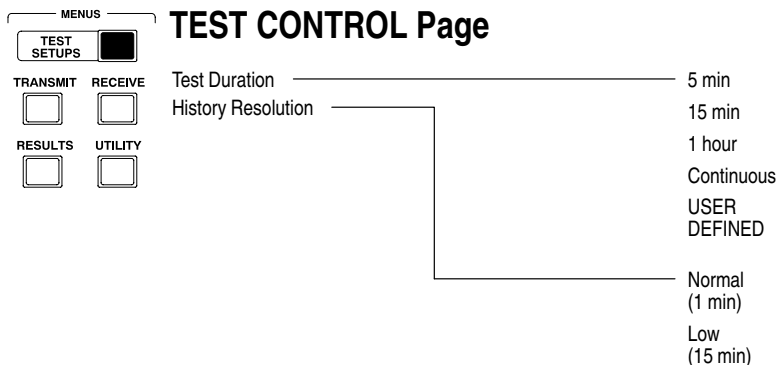 MENUS
TEST CONTROL Page
TEST
SETUPS
TRANSMIT RECEIVE
RESULTS UTILITY
Test Duration
History Resolution
5 min
15 min
1 hour
Continuous
USER
DEFINED
Normal
(1 min)
Low
(15 min)